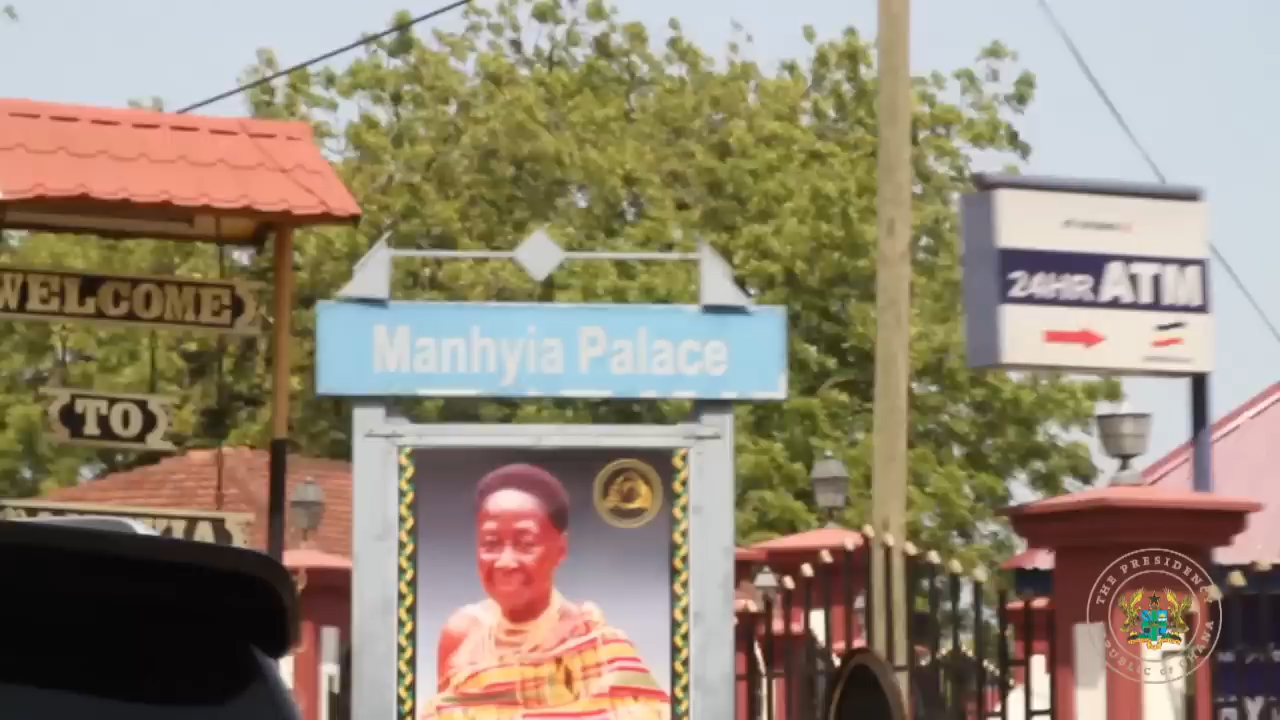 WELCOME
TO
Manhyia Palace
24HR ATM
THE PRESIDENCY
REPUBLIC OF GHANA